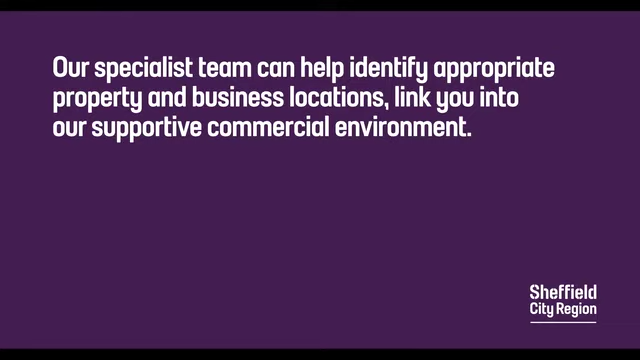 Our specialist team can help identify appropriate
property and business locations, link you into
our supportive commercial environment.
Sheffield
City Region